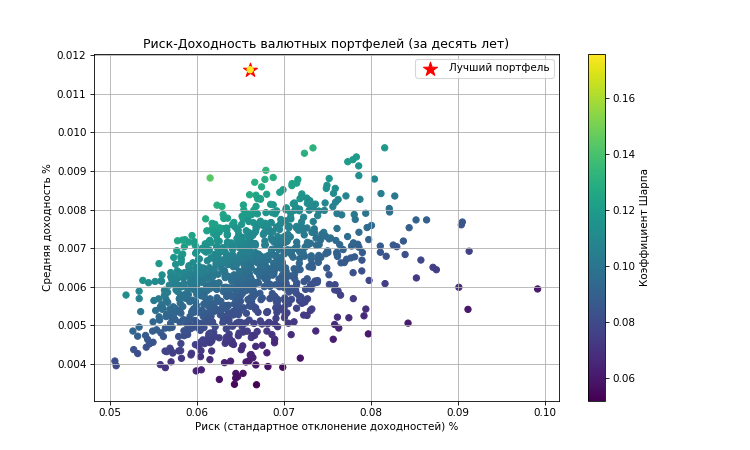 Риск-Доходность валютных портфелей (за десять лет)
Лучший портфель
0.012
0.011
0.010
0.009
0.008
0.007
0.006
0.005
0.004
Средняя доходность %
0.05 0.06 0.07 0.08 0.09 0.10
Риск (стандартное отклонение доходностей) %
0.16
0.14
0.12
0.10
0.08
0.06
Коэффициент Шарпа